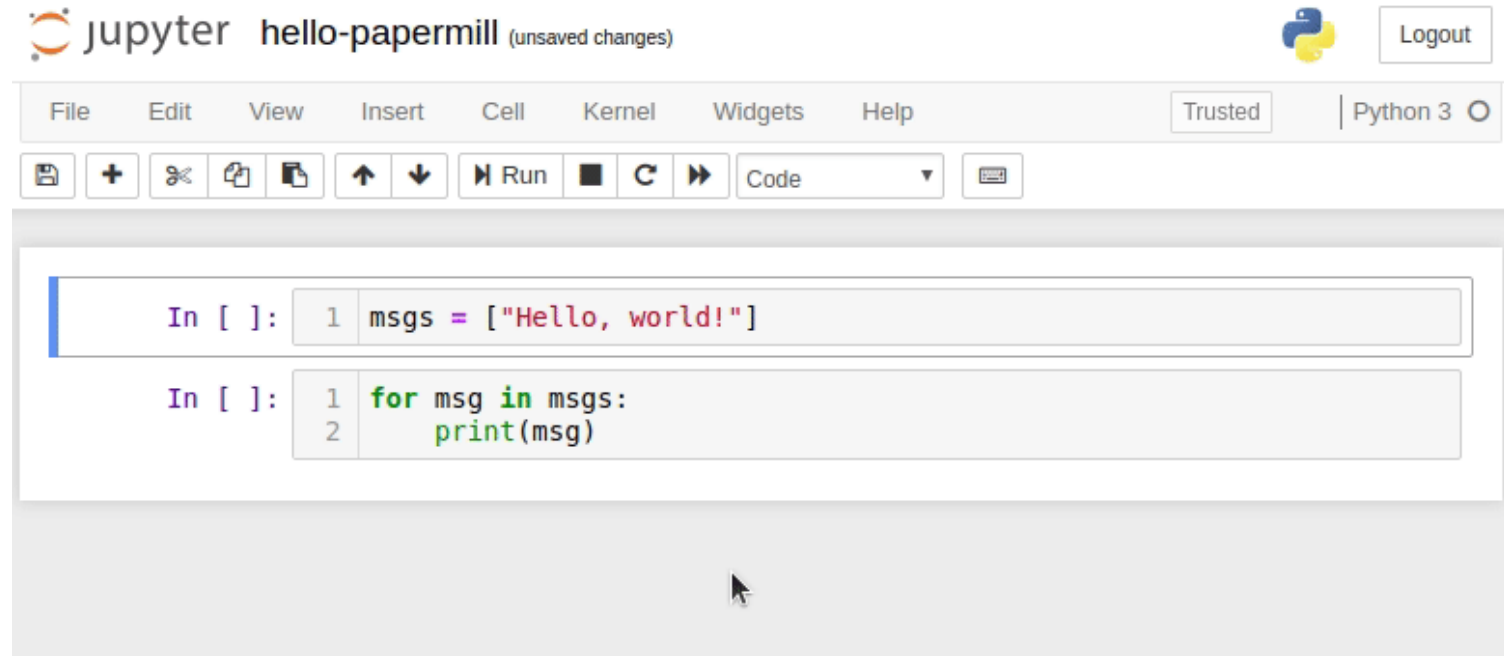 jupyter hello-papermill (unsaved changes) Logout
File Edit View Insert Cell Kernel Widgets Help Trusted Python 3
Run Code
In [ ]: 1 msgs = ["Hello, world!"]
In [ ]: 1 for msg in msgs:
2     print(msg)